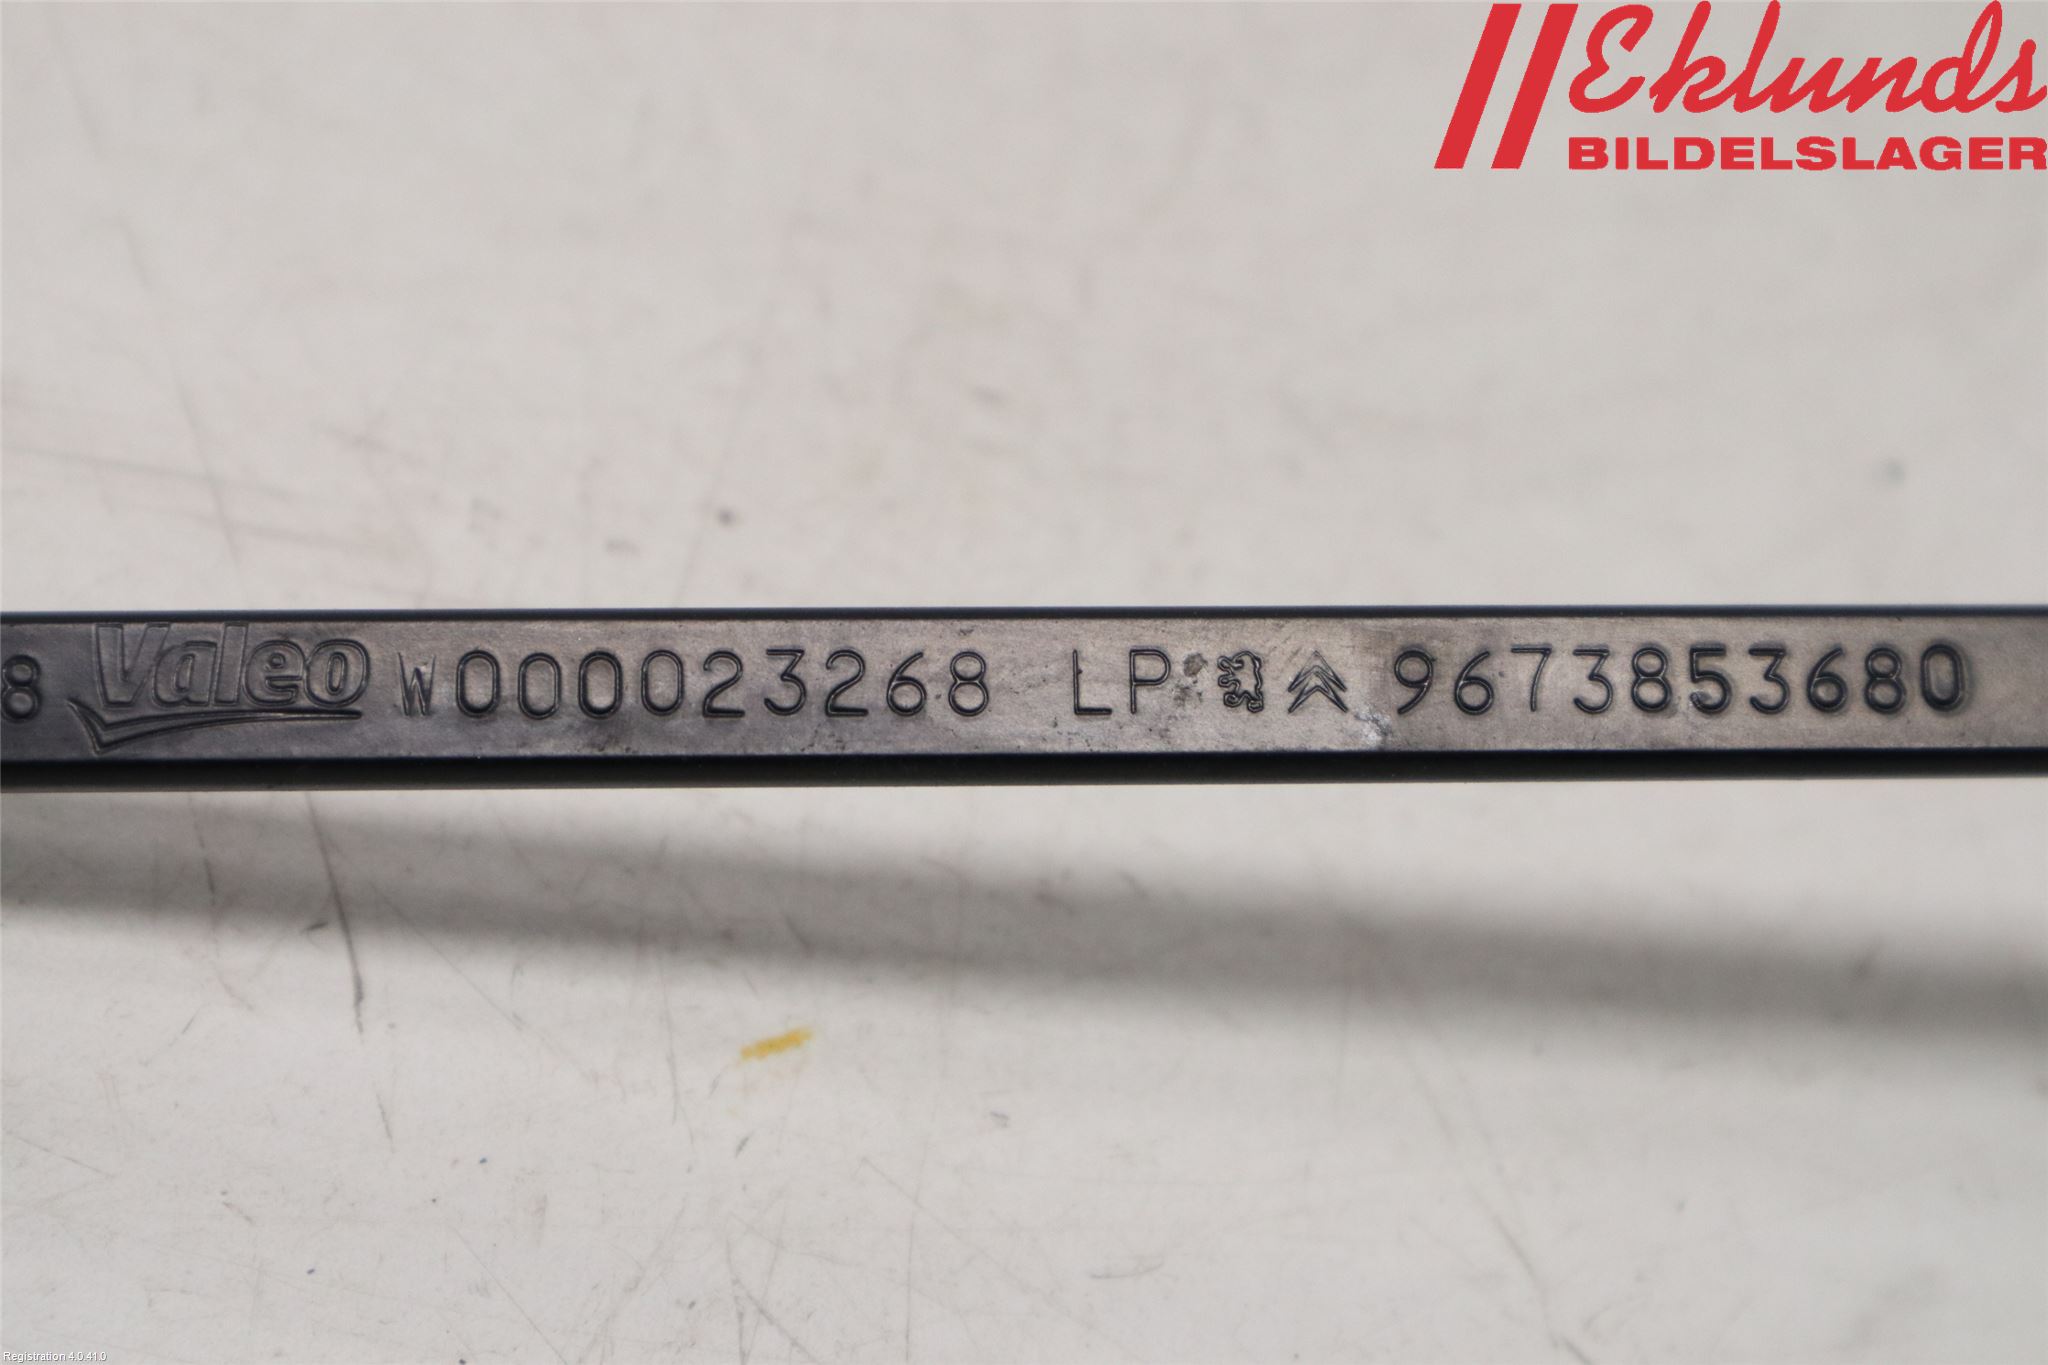 Eklunds
BILDELSLAGER
8 Valeo W000023268 LP 9673853680
Registration 4.0.41.0